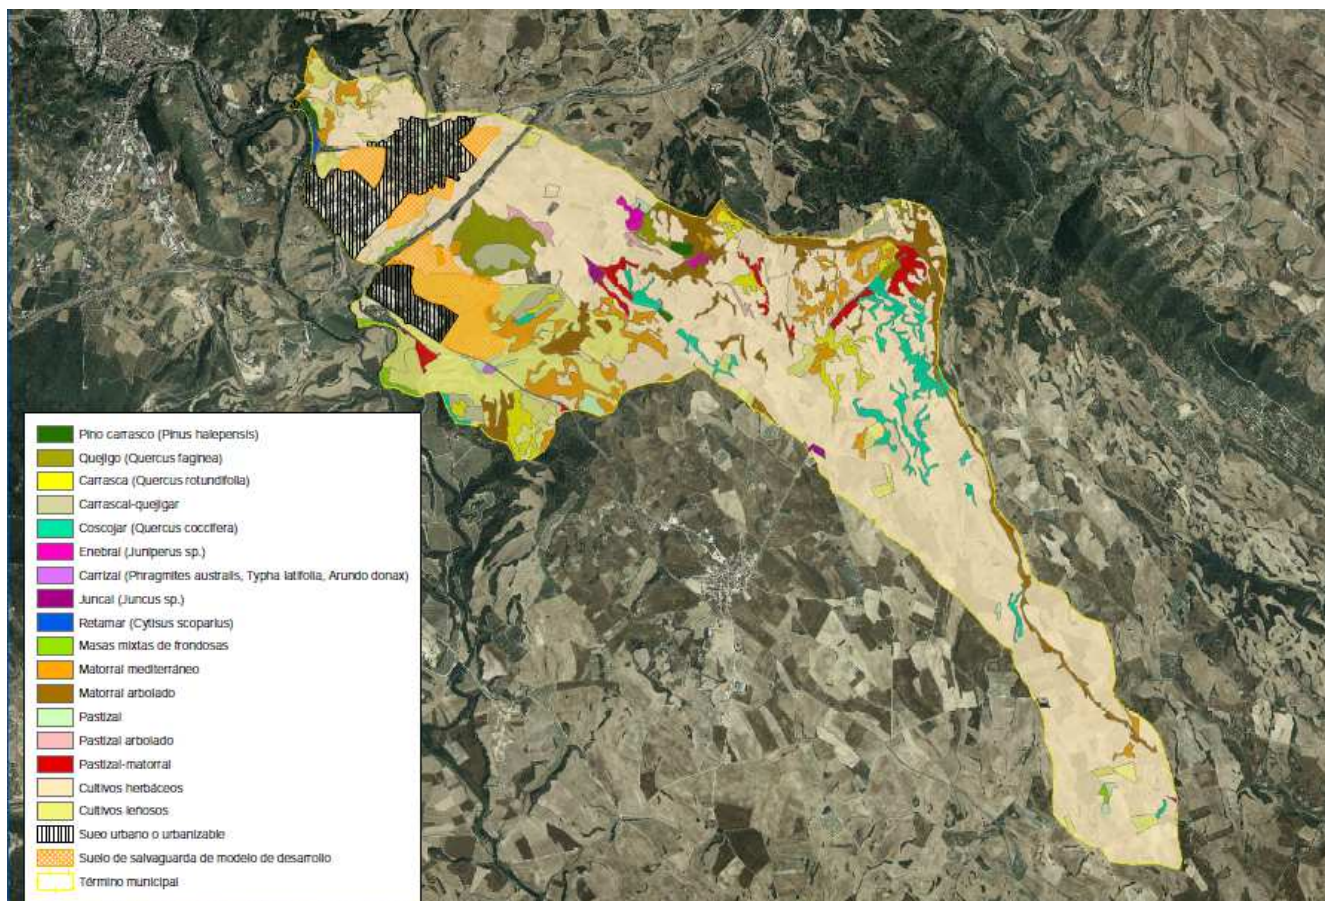 Pino carrasco (Pinus halepensis)
Quejigo (Quercus faginea)
Carrasca (Quercus rotundifolia)
Carrascal-quejigar
Coscojar (Quercus coccifera)
Enebral (Juniperus sp.)
Carrizal (Phragmites australis, Typha latifolia, Arundo donax)
Juncal (Juncus sp.)
Retamar (Cytisus scoparius)
Masas mixtas de frondosas
Matorral mediterráneo
Matorral arbolado
Pastizal
Pastizal arbolado
Pastizal-matorral
Cultivos herbáceos
Cultivos leñosos
Sueo urbano o urbanizable
Suelo de salvaguarda de modelo de desarrollo
Término municipal